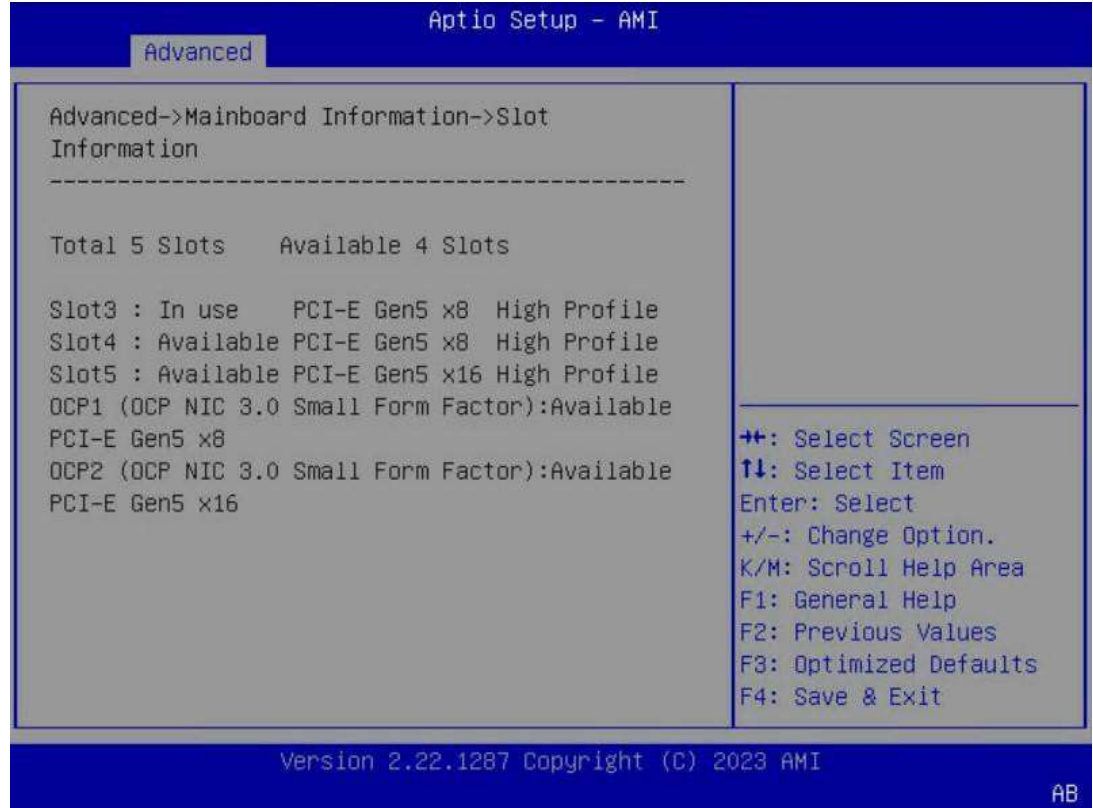 Aptio Setup - AMI
Advanced
Advanced->Mainboard Information->Slot
Information
-----------------------------------------------
Total 5 Slots    Available 4 Slots
Slot3 : In use    PCI-E Gen5 x8  High Profile
Slot4 : Available PCI-E Gen5 x8  High Profile
Slot5 : Available PCI-E Gen5 x16 High Profile
OCP1 (OCP NIC 3.0 Small Form Factor):Available
PCI-E Gen5 x8
OCP2 (OCP NIC 3.0 Small Form Factor):Available
PCI-E Gen5 x16
→←: Select Screen
↑↓: Select Item
Enter: Select
+/-: Change Option.
K/M: Scroll Help Area
F1: General Help
F2: Previous Values
F3: Optimized Defaults
F4: Save & Exit
Version 2.22.1287 Copyright (C) 2023 AMI
AB